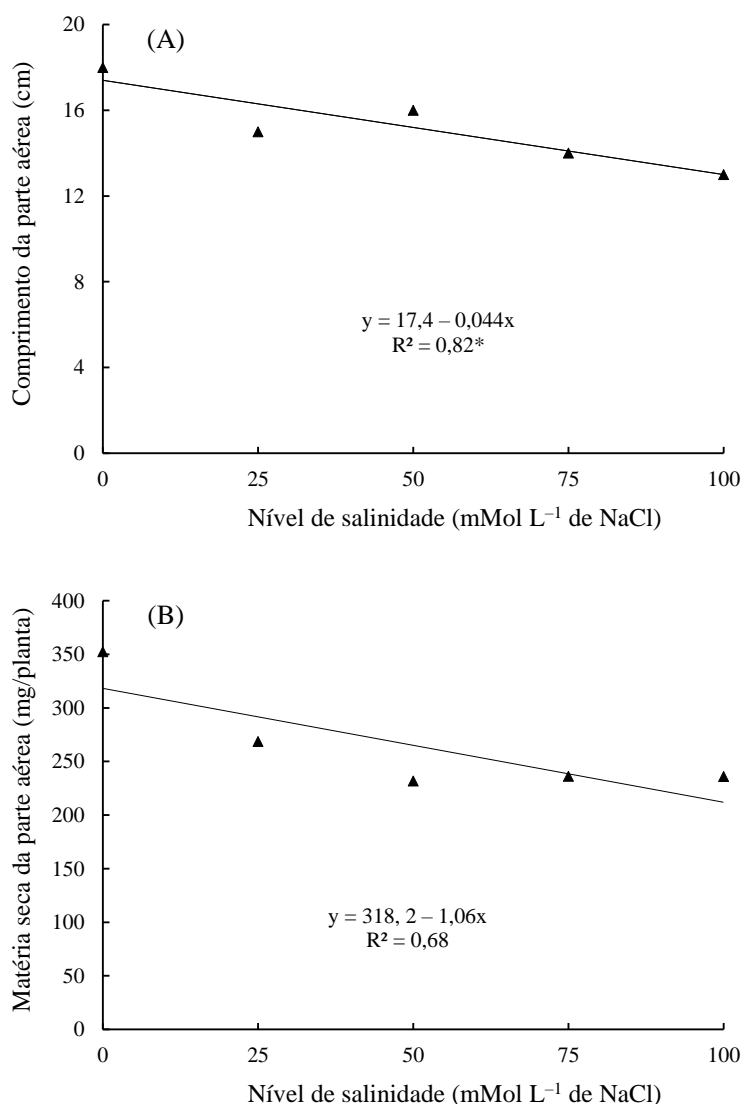 (A)
Comprimento da parte aérea (cm)
20
16
12
8
4
0
y = 17,4 – 0,044x
R² = 0,82*
0 25 50 75 100
Nível de salinidade (mMol L⁻¹ de NaCl)
(B)
Matéria seca da parte aérea (mg/planta)
400
350
300
250
200
150
100
50
0
y = 318, 2 – 1,06x
R² = 0,68
0 25 50 75 100
Nível de salinidade (mMol L⁻¹ de NaCl)